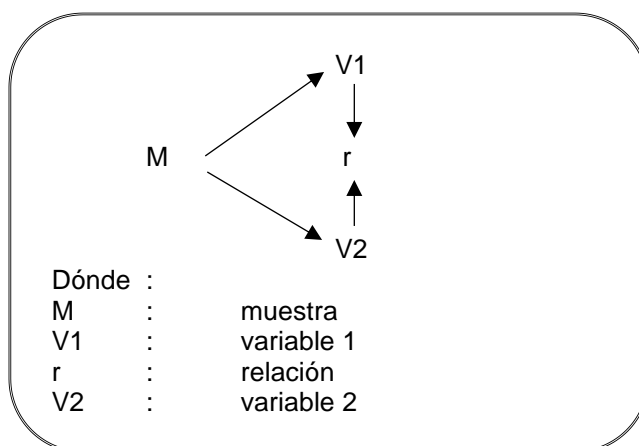 V1
M r
V2
Dónde :
M : muestra
V1 : variable 1
r : relación
V2 : variable 2